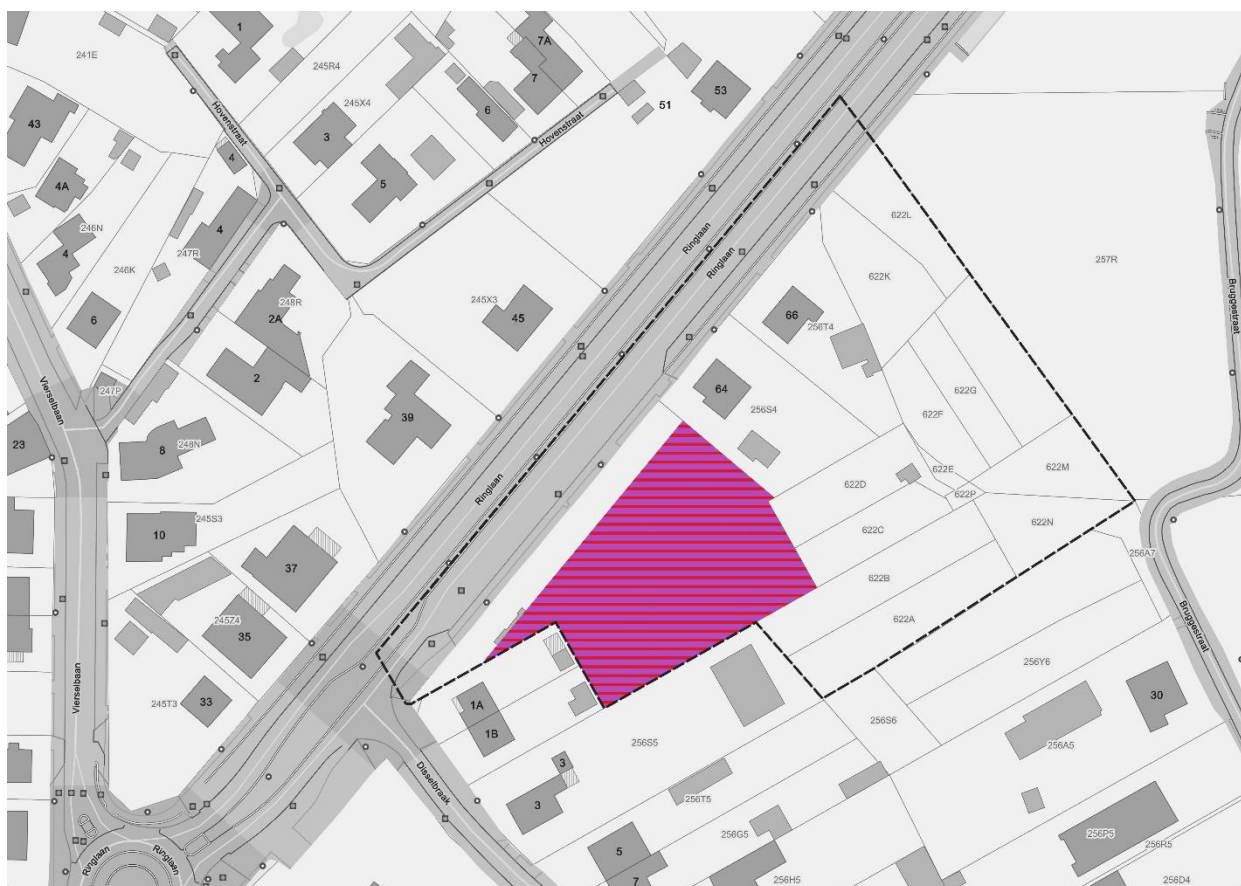 1
7A
241E
245R4
7
53
51
6
43
Hovenstraat
245X4
3
Hovenstraat
4
4A
5
246N
4
4
247R
622L
246K
Ringlaan
Ringlaan
622K
257R
248R
245X3
Bruggestraat
2A
45
66
256T4
6
2
247P
64
622G
Vierselbaan
39
256S4
622F
23
248N
8
622E
622M
622D
622P
Ringlaan
245S3
622C
622N
10
256A7
37
622B
245Z4
622A
35
Bruggestraat
256Y6
Vierselbaan
245T3
33
1A
30
1B
256S6
256S5
256A5
3
Disselbraak
3
256T5
256G5
256P5
5
256R5
Ringlaan
Ringlaan
7
256H5
256D4